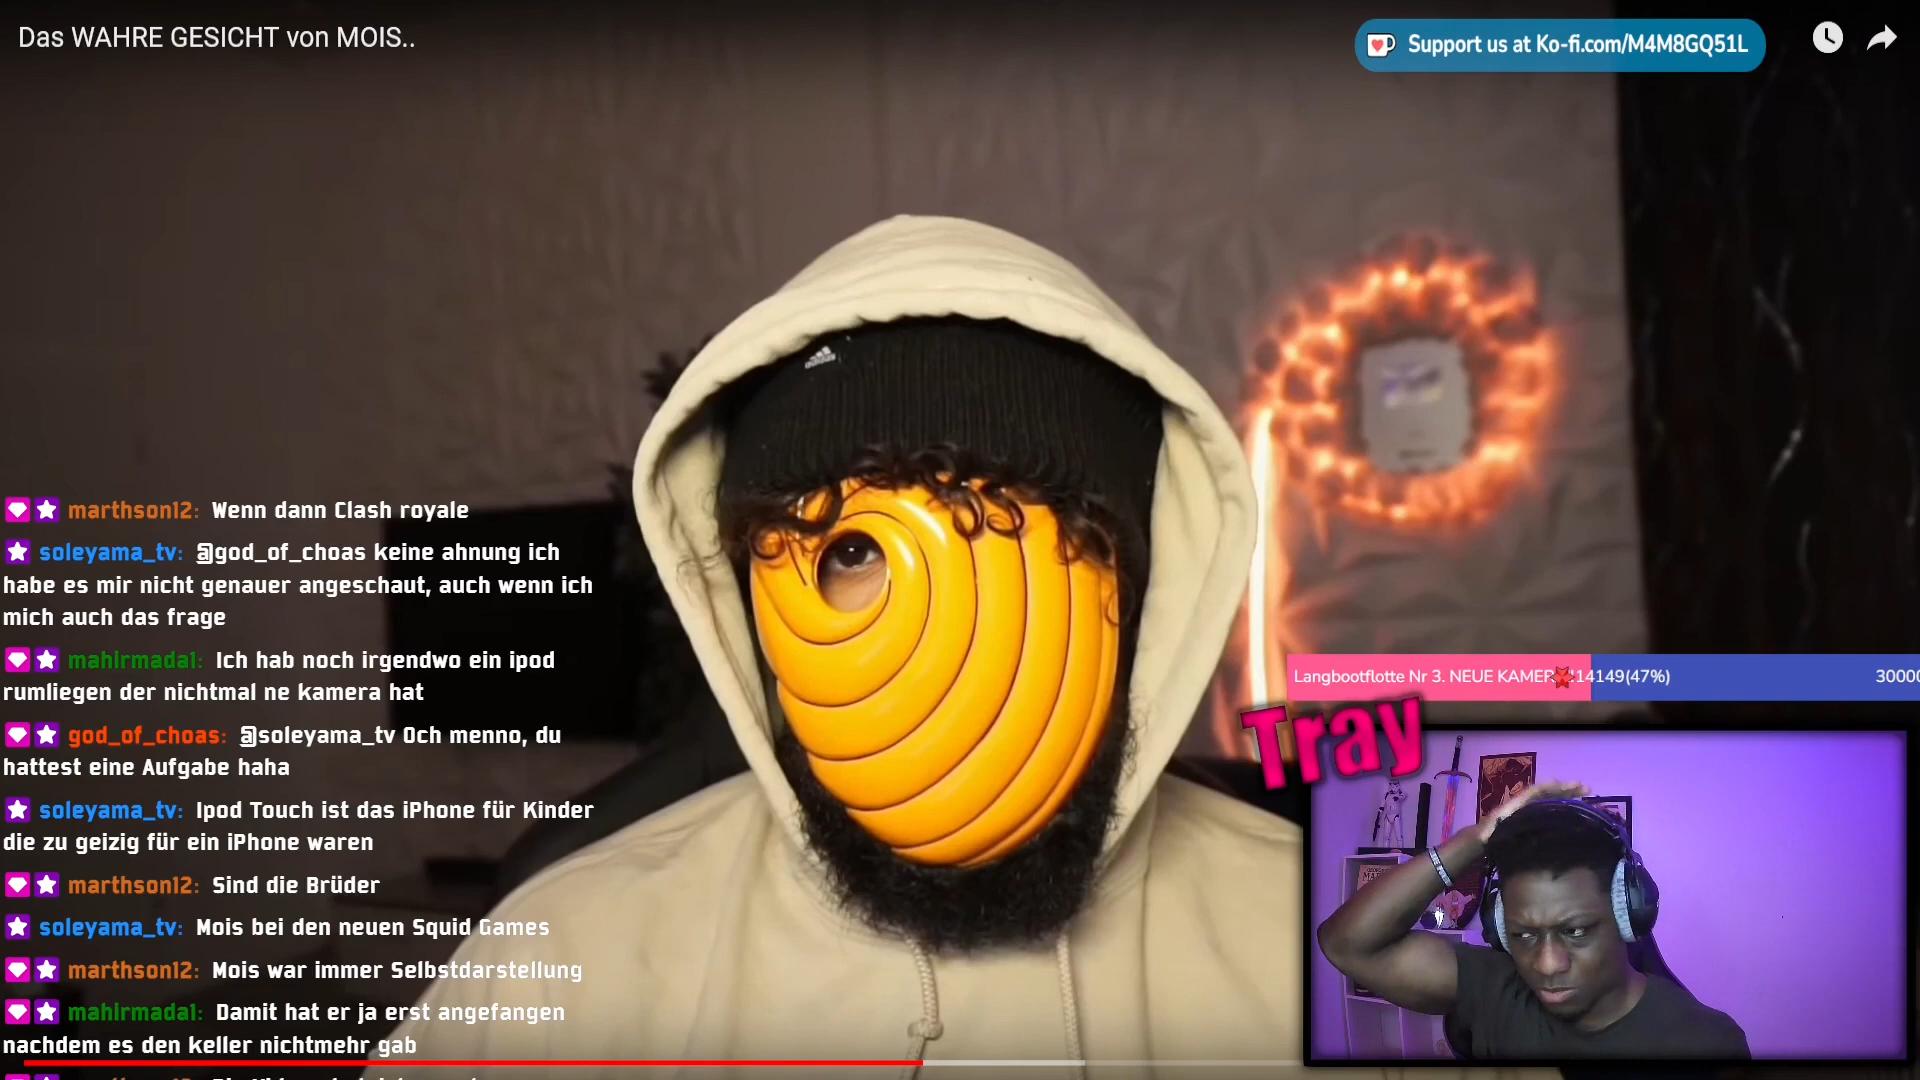 Das WAHRE GESICHT von MOIS..
Support us at Ko-fi.com/M4M8GQ51L
marthson12: Wenn dann Clash royale
soleyama_tv: @god_of_choas keine ahnung ich
habe es mir nicht genauer angeschaut, auch wenn ich
mich auch das frage
mahirmada1: Ich hab noch irgendwo ein ipod
rumliegen der nichtmal ne kamera hat
god_of_choas: @soleyama_tv Och menno, du
hattest eine Aufgabe haha
soleyama_tv: Ipod Touch ist das iPhone für Kinder
die zu geizig für ein iPhone waren
marthson12: Sind die Brüder
soleyama_tv: Mois bei den neuen Squid Games
marthson12: Mois war immer Selbstdarstellung
mahirmada1: Damit hat er ja erst angefangen
nachdem es den keller nichtmehr gab
Langbootflotte Nr 3. NEUE KAMER 14149(47%) 3000
Tray